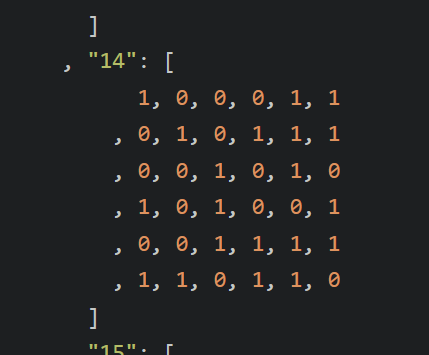 ]
, "14": [
1, 0, 0, 0, 1, 1
, 0, 1, 0, 1, 1, 1
, 0, 0, 1, 0, 1, 0
, 1, 0, 1, 0, 0, 1
, 0, 0, 1, 1, 1, 1
, 1, 1, 0, 1, 1, 0
]
"15": [